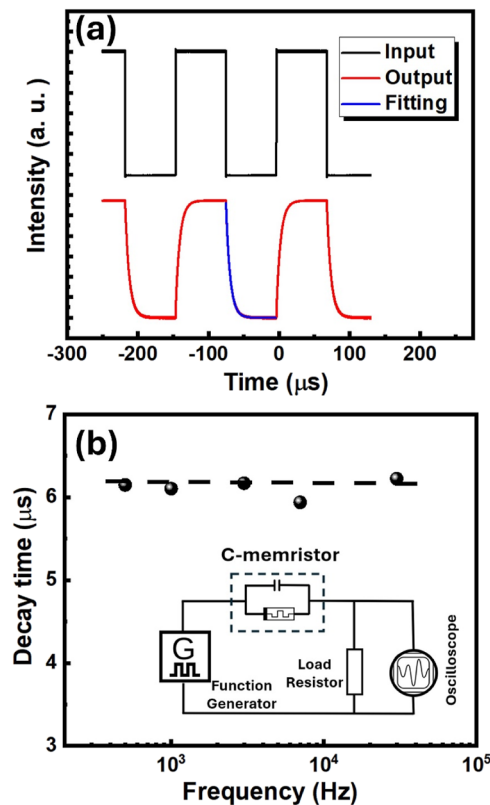 (a)
Input
Output
Fitting
Intensity (a. u.)
-300 -200 -100 0 100 200
Time (μs)
(b)
7
6
5
4
3
Decay time (μs)
C-memristor
G
Function
Generator
Load
Resistor
Oscilloscope
10³ 10⁴ 10⁵
Frequency (Hz)